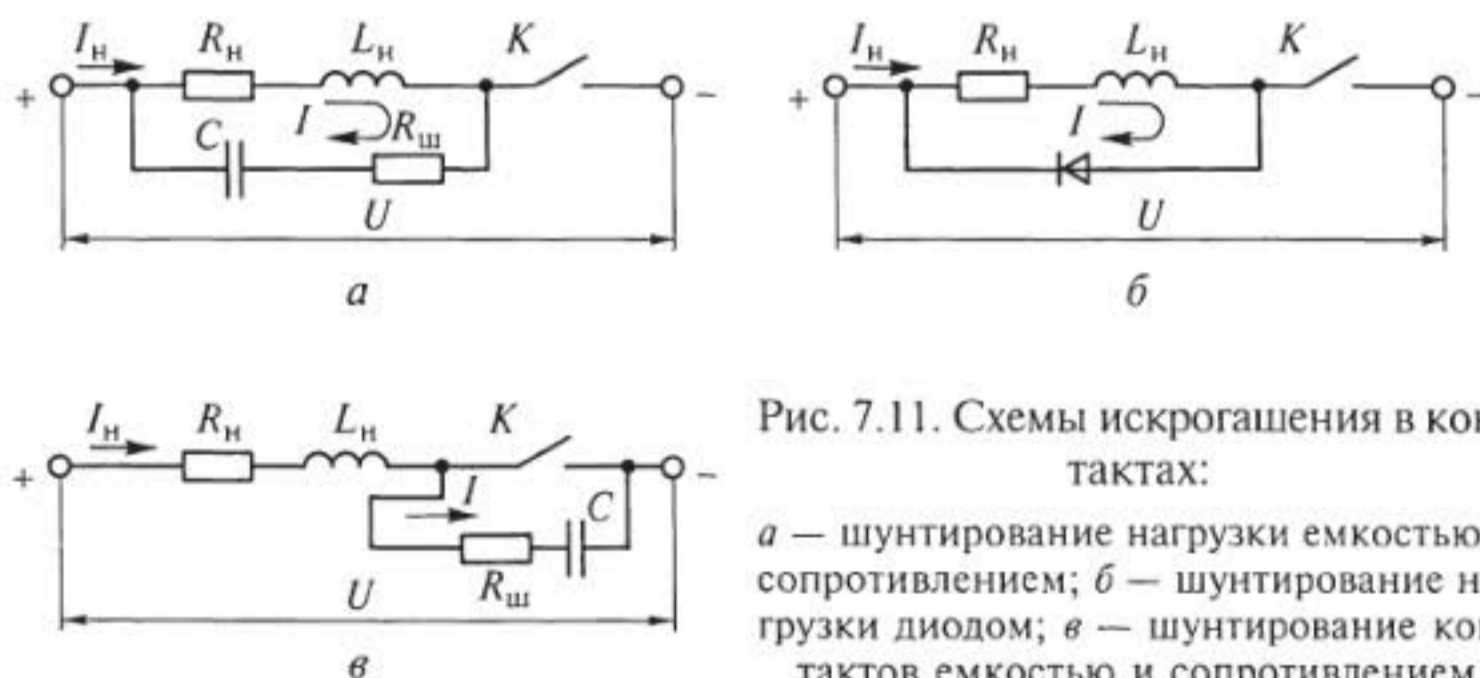 Iн Rн Lн K
+ C I Rш −
U
а
Iн Rн Lн K
+ I −
U
б
Iн Rн Lн K
+ I C −
Rш
U
в
Рис. 7.11. Схемы искрогашения в кон
тактах:
а — шунтирование нагрузки емкостью
сопротивлением; б — шунтирование н
грузки диодом; в — шунтирование кон
тактов емкостью и сопротивлением